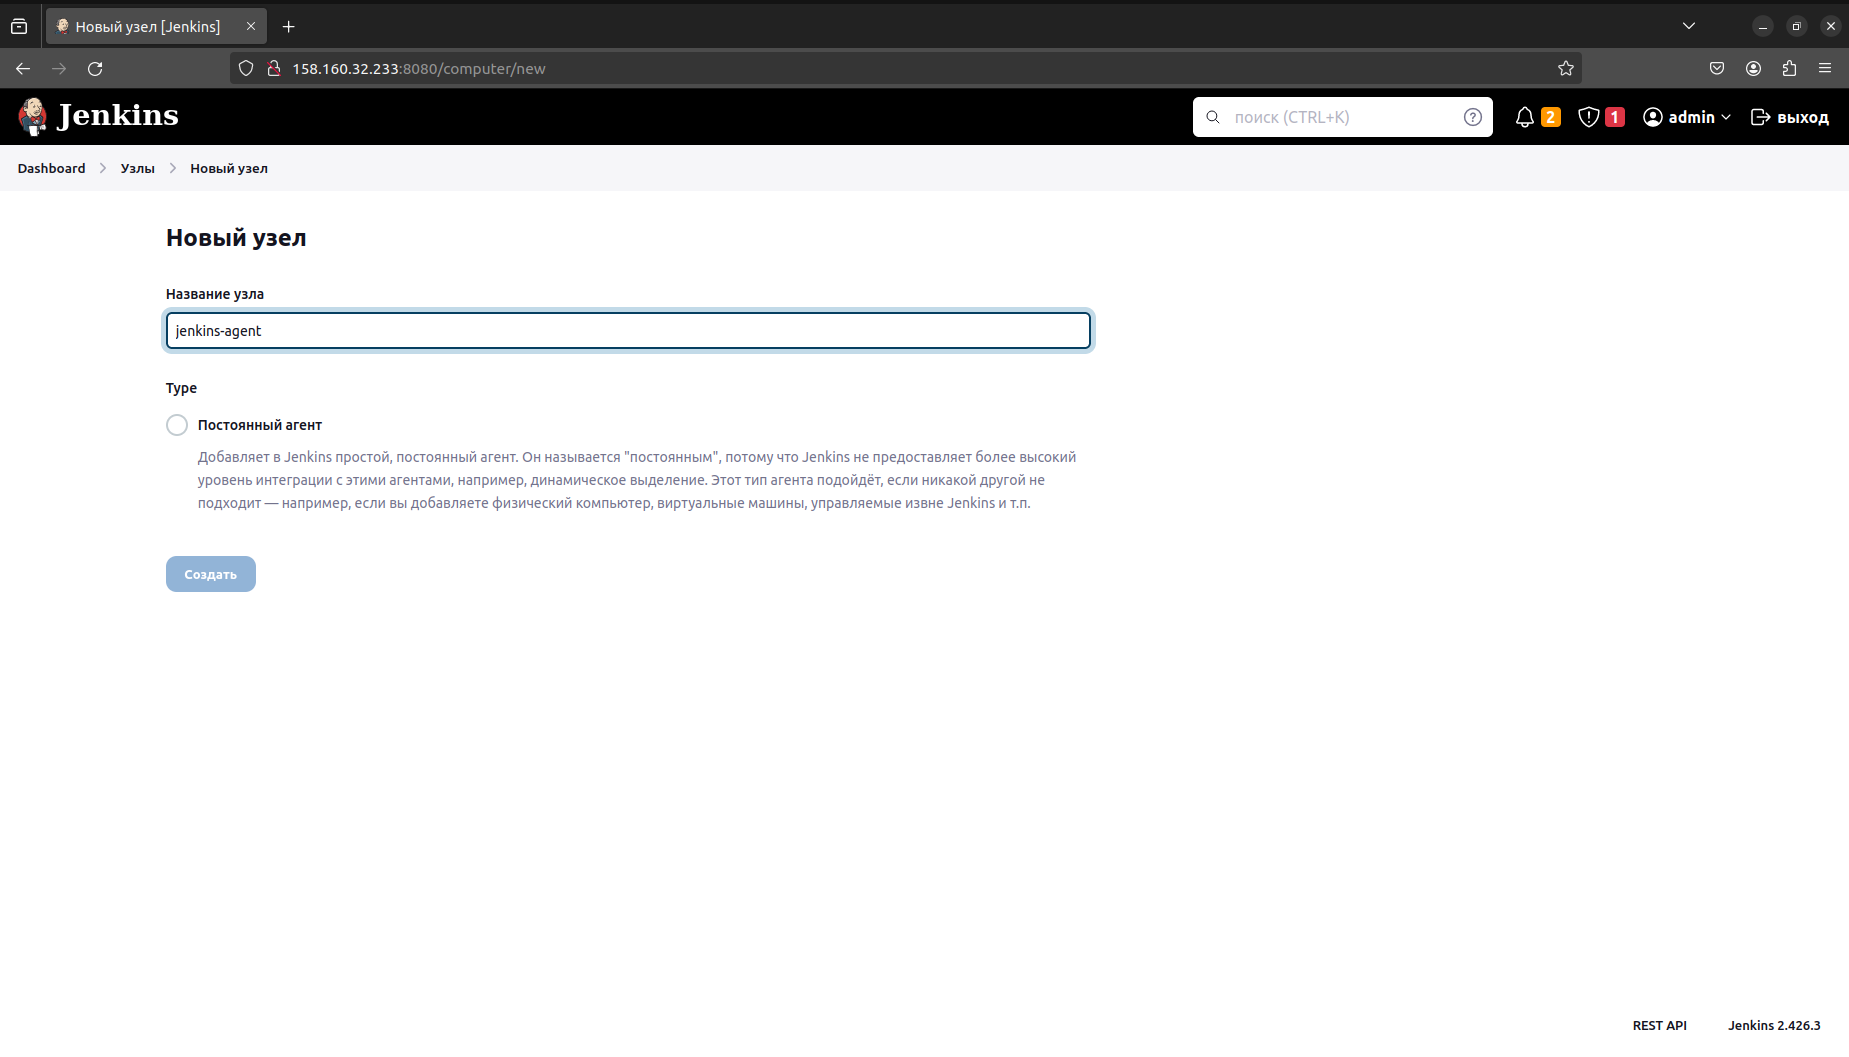 Новый узел [Jenkins]
158.160.32.233:8080/computer/new
Jenkins
поиск (CTRL+K)
2
1
admin
выход
Dashboard
Узлы
Новый узел
Новый узел
Название узла
jenkins-agent
Type
Постоянный агент
Добавляет в Jenkins простой, постоянный агент. Он называется "постоянным", потому что Jenkins не предоставляет более высокий
уровень интеграции с этими агентами, например, динамическое выделение. Этот тип агента подойдёт, если никакой другой не
подходит — например, если вы добавляете физический компьютер, виртуальные машины, управляемые извне Jenkins и т.п.
Создать
REST API
Jenkins 2.426.3